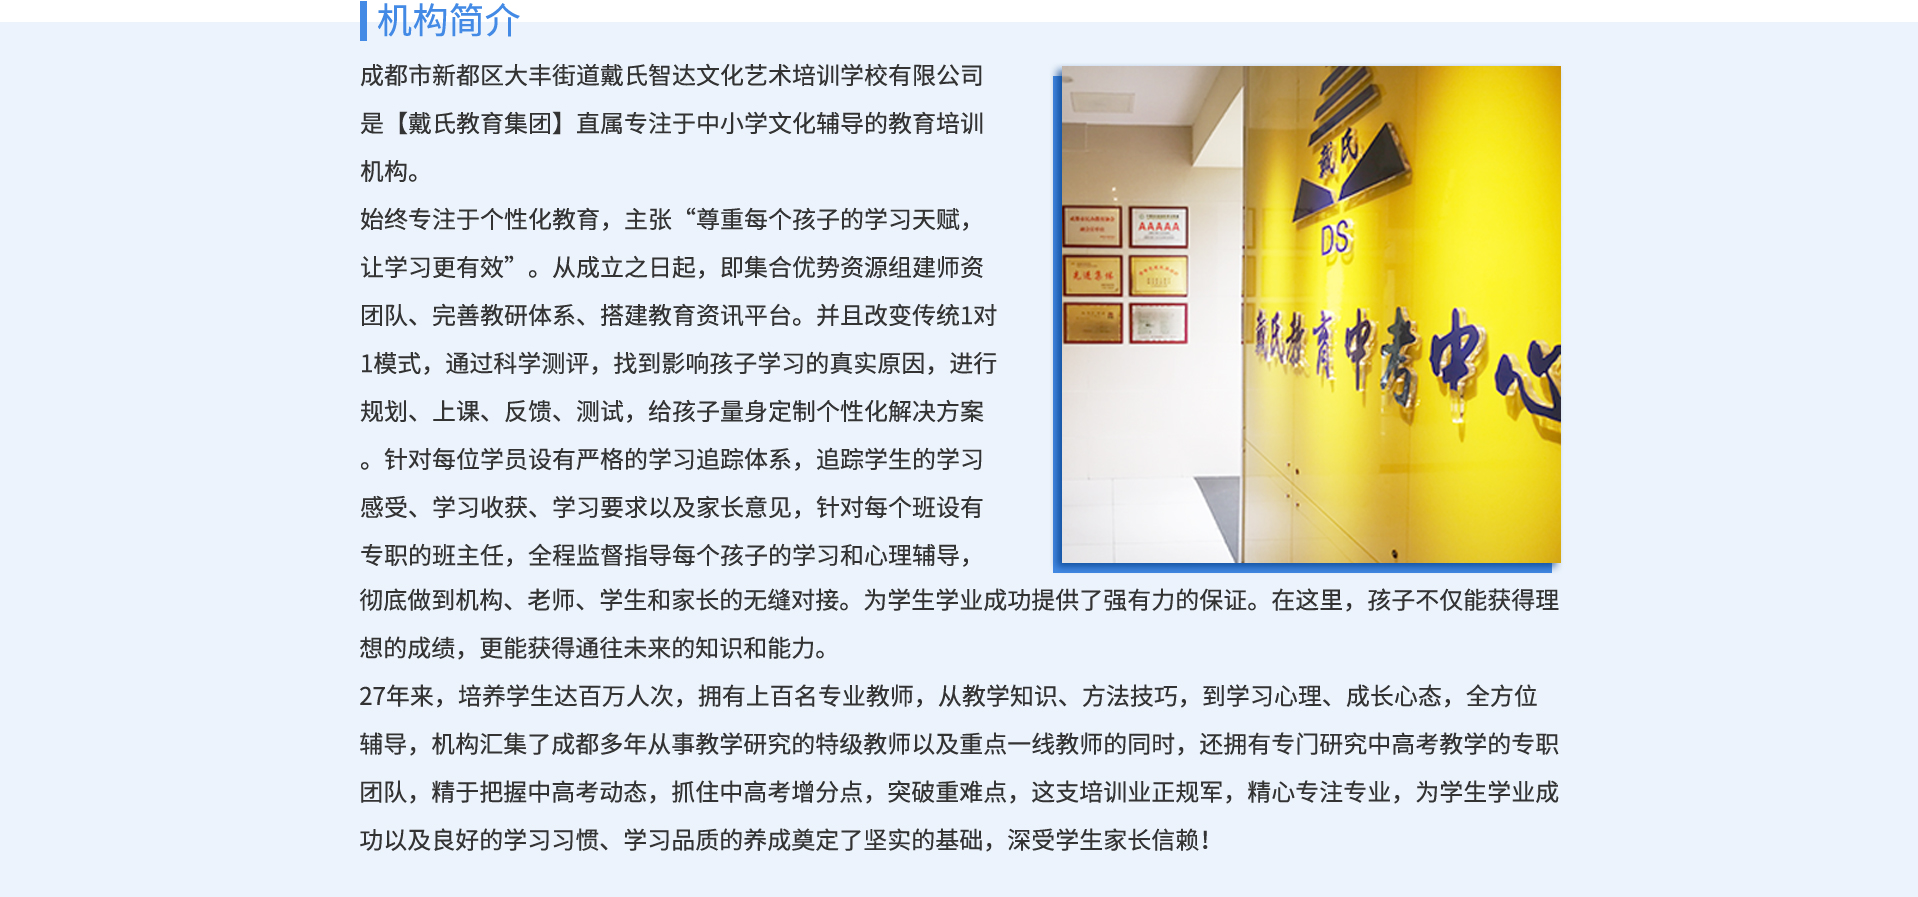 机构简介
成都市新都区大丰街道戴氏智达文化艺术培训学校有限公司
是【戴氏教育集团】直属专注于中小学文化辅导的教育培训
机构。
始终专注于个性化教育，主张“尊重每个孩子的学习天赋，
让学习更有效”。从成立之日起，即集合优势资源组建师资
团队、完善教研体系、搭建教育资讯平台。并且改变传统1对
1模式，通过科学测评，找到影响孩子学习的真实原因，进行
规划、上课、反馈、测试，给孩子量身定制个性化解决方案
。针对每位学员设有严格的学习追踪体系，追踪学生的学习
感受、学习收获、学习要求以及家长意见，针对每个班设有
专职的班主任，全程监督指导每个孩子的学习和心理辅导，
彻底做到机构、老师、学生和家长的无缝对接。为学生学业成功提供了强有力的保证。在这里，孩子不仅能获得理
想的成绩，更能获得通往未来的知识和能力。
27年来，培养学生达百万人次，拥有上百名专业教师，从教学知识、方法技巧，到学习心理、成长心态，全方位
辅导，机构汇集了成都多年从事教学研究的特级教师以及重点一线教师的同时，还拥有专门研究中高考教学的专职
团队，精于把握中高考动态，抓住中高考增分点，突破重难点，这支培训业正规军，精心专注专业，为学生学业成
功以及良好的学习习惯、学习品质的养成奠定了坚实的基础，深受学生家长信赖！
戴氏
DS
戴氏教育中考中心
AAAAA
先进集体